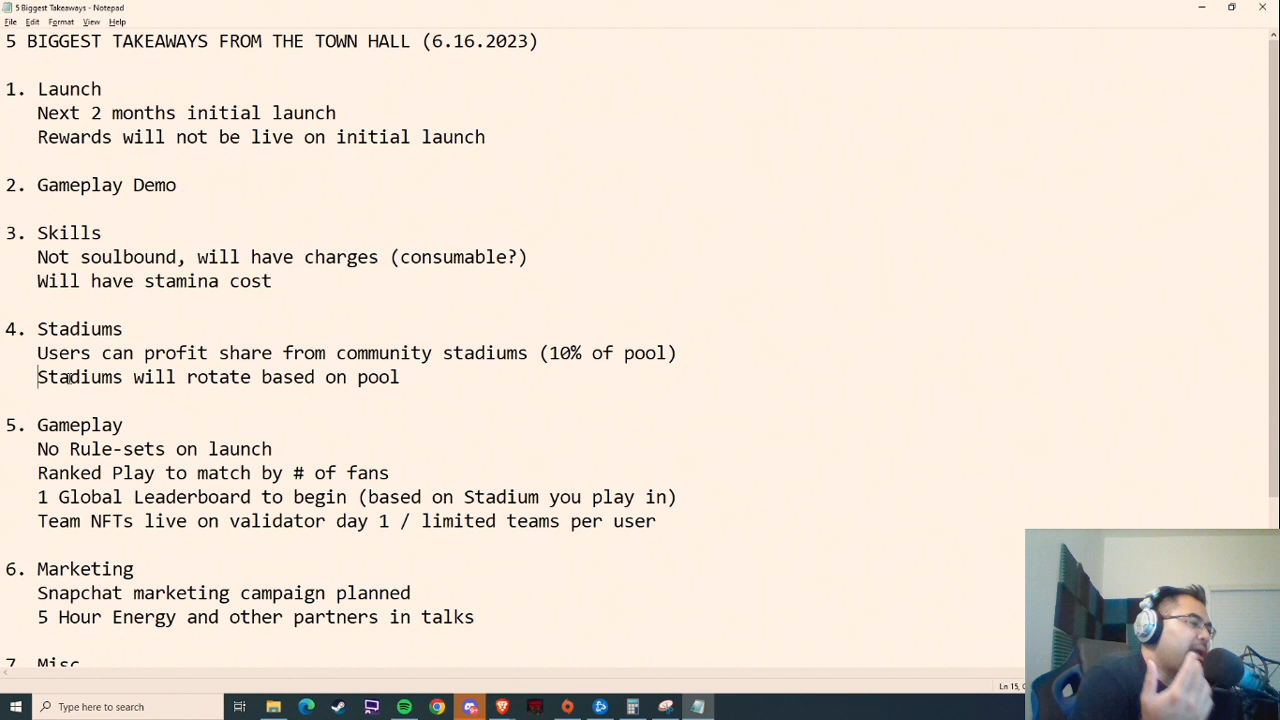 5 Biggest Takeaways - Notepad
File Edit Format View Help
5 BIGGEST TAKEAWAYS FROM THE TOWN HALL (6.16.2023)
1. Launch
Next 2 months initial launch
Rewards will not be live on initial launch
2. Gameplay Demo
3. Skills
Not soulbound, will have charges (consumable?)
Will have stamina cost
4. Stadiums
Users can profit share from community stadiums (10% of pool)
Stadiums will rotate based on pool
5. Gameplay
No Rule-sets on launch
Ranked Play to match by # of fans
1 Global Leaderboard to begin (based on Stadium you play in)
Team NFTs live on validator day 1 / limited teams per user
6. Marketing
Snapchat marketing campaign planned
5 Hour Energy and other partners in talks
7. Misc
Ln 15, C
Type here to search